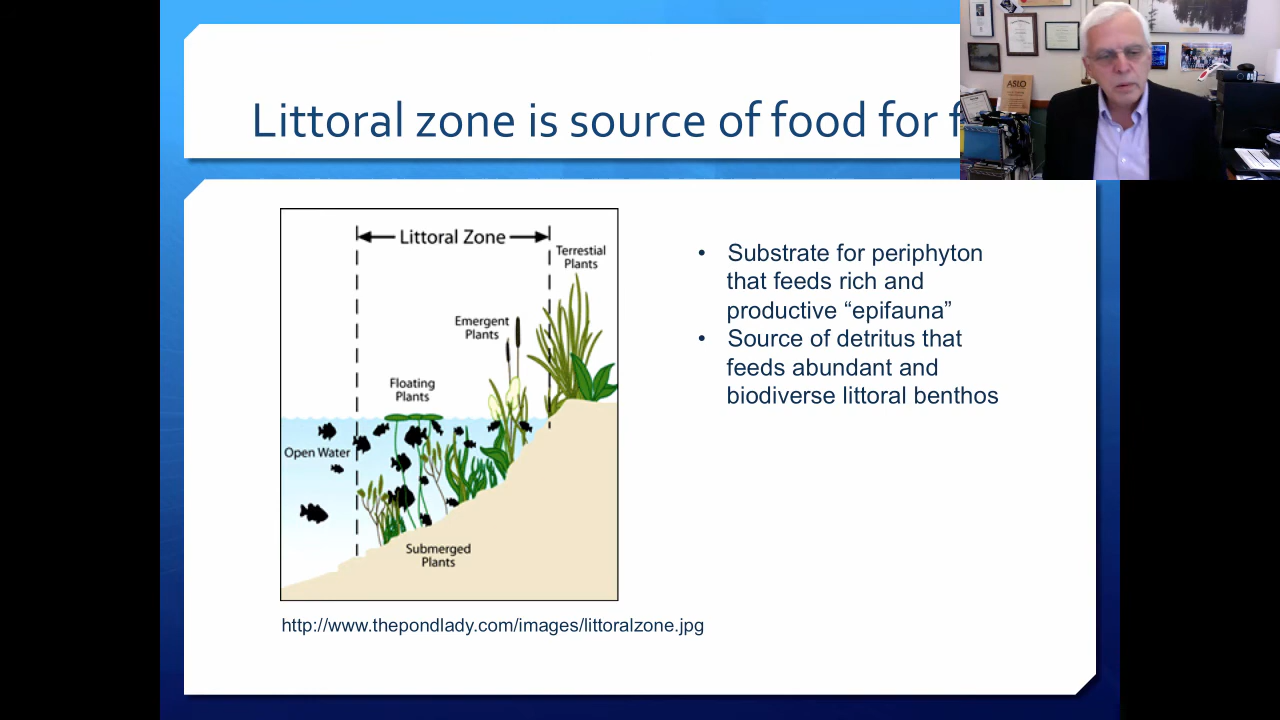 Littoral zone is source of food for f
ASLO
Littoral Zone
Terrestial
Plants
Emergent
Plants
Floating
Plants
Open Water
Submerged
Plants
• Substrate for periphyton
that feeds rich and
productive “epifauna”
• Source of detritus that
feeds abundant and
biodiverse littoral benthos
http://www.thepondlady.com/images/littoralzone.jpg